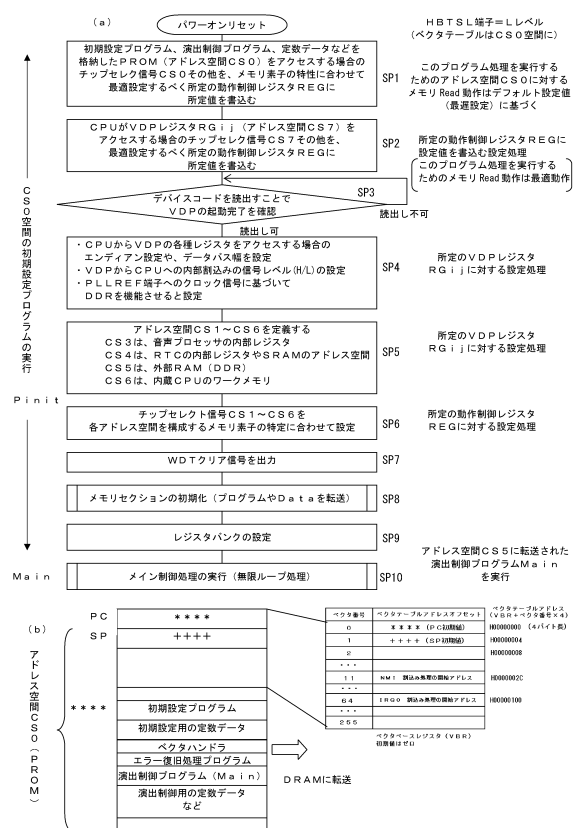 (a)
パワーオンリセット
HBTSL端子=Lレベル
(ベクタテーブルはCS0空間に)
初期設定プログラム、演出制御プログラム、定数データなどを
格納したPROM(アドレス空間CS0)をアクセスする場合の
チップセレク信号CS0その他を、メモリ素子の特性に合わせて
最適設定するべく所定の動作制御レジスタREGに
所定値を書込む
SP1
このプログラム処理を実行する
ためのアドレス空間CS0に対する
メモリRead動作はデフォルト設定値
(最遅設定)に基づく
CPUがVDPレジスタRGij(アドレス空間CS7)を
アクセスする場合のチップセレク信号CS7その他を、
最適設定するべく所定の動作制御レジスタREGに
所定値を書込む
SP2
所定の動作制御レジスタREGに
設定値を書込む設定処理
このプログラム処理を実行する
ためのメモリRead動作は最適動作
SP3
デバイスコードを読出すことで
VDPの起動完了を確認
読出し不可
読出し可
CS0空間の初期設定プログラムの実行
・CPUからVDPの各種レジスタをアクセスする場合の
エンディアン設定や、データバス幅を設定
・VDPからCPUへの内部割込みの信号レベル(H/L)の設定
・PLLREF端子へのクロック信号に基づいて
DDRを機能させると設定
SP4
所定のVDPレジスタ
RGijに対する設定処理
アドレス空間CS1~CS6を定義する
CS3は、音声プロセッサの内部レジスタ
CS4は、RTCの内部レジスタやSRAMのアドレス空間
CS5は、外部RAM(DDR)
CS6は、内蔵CPUのワークメモリ
SP5
所定のVDPレジスタ
RGijに対する設定処理
Pinit
チップセレクト信号CS1~CS6を
各アドレス空間を構成するメモリ素子の特定に合わせて設定
SP6
所定の動作制御レジスタ
REGに対する設定処理
WDTクリア信号を出力
SP7
メモリセクションの初期化(プログラムやDataを転送)
SP8
レジスタバンクの設定
SP9
アドレス空間CS5に転送された
演出制御プログラムMain
を実行
Main
メイン制御処理の実行(無限ループ処理)
SP10
(b)
アドレス空間CS0(PROM)
PC
****
SP
++++
****
初期設定プログラム
初期設定用の定数データ
ベクタハンドラ
エラー復旧処理プログラム
演出制御プログラム(Main)
演出制御用の定数データ
など
DRAMに転送
ベクタ番号 ベクタテーブルアドレスオフセット
ベクタテーブルアドレス
(VBR+ベクタ番号×4)
0 ****(PC初期値) H00000000 (4バイト長)
1 ++++(SP初期値) H00000004
2 H00000008
・・・
11 NMI 割込み処理の開始アドレス H0000002C
・・・
64 IRQ0 割込み処理の開始アドレス H00000100
・・・
255
ベクタベースレジスタ(VBR)
初期値はゼロ